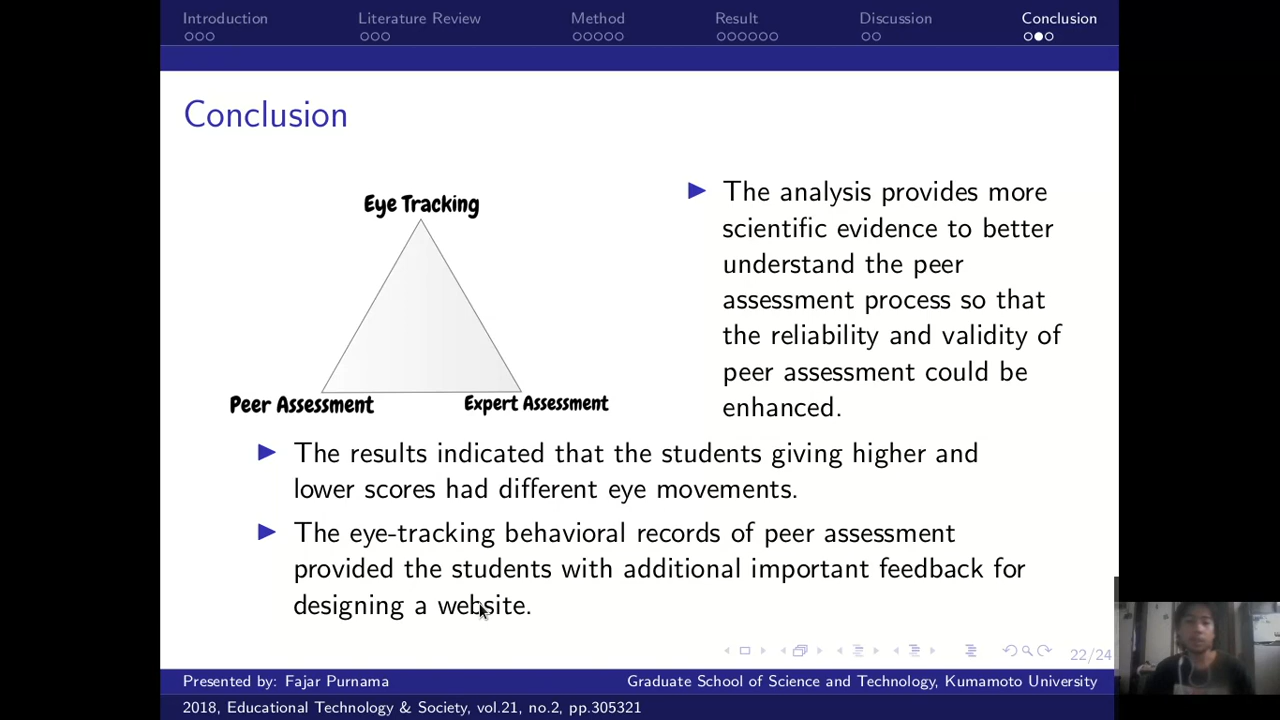 Introduction Literature Review Method Result Discussion Conclusion
Conclusion
Eye Tracking
Peer Assessment Expert Assessment
The analysis provides more
scientific evidence to better
understand the peer
assessment process so that
the reliability and validity of
peer assessment could be
enhanced.
The results indicated that the students giving higher and
lower scores had different eye movements.
The eye-tracking behavioral records of peer assessment
provided the students with additional important feedback for
designing a website.
22/24
Presented by: Fajar Purnama Graduate School of Science and Technology, Kumamoto University
2018, Educational Technology & Society, vol.21, no.2, pp.305321